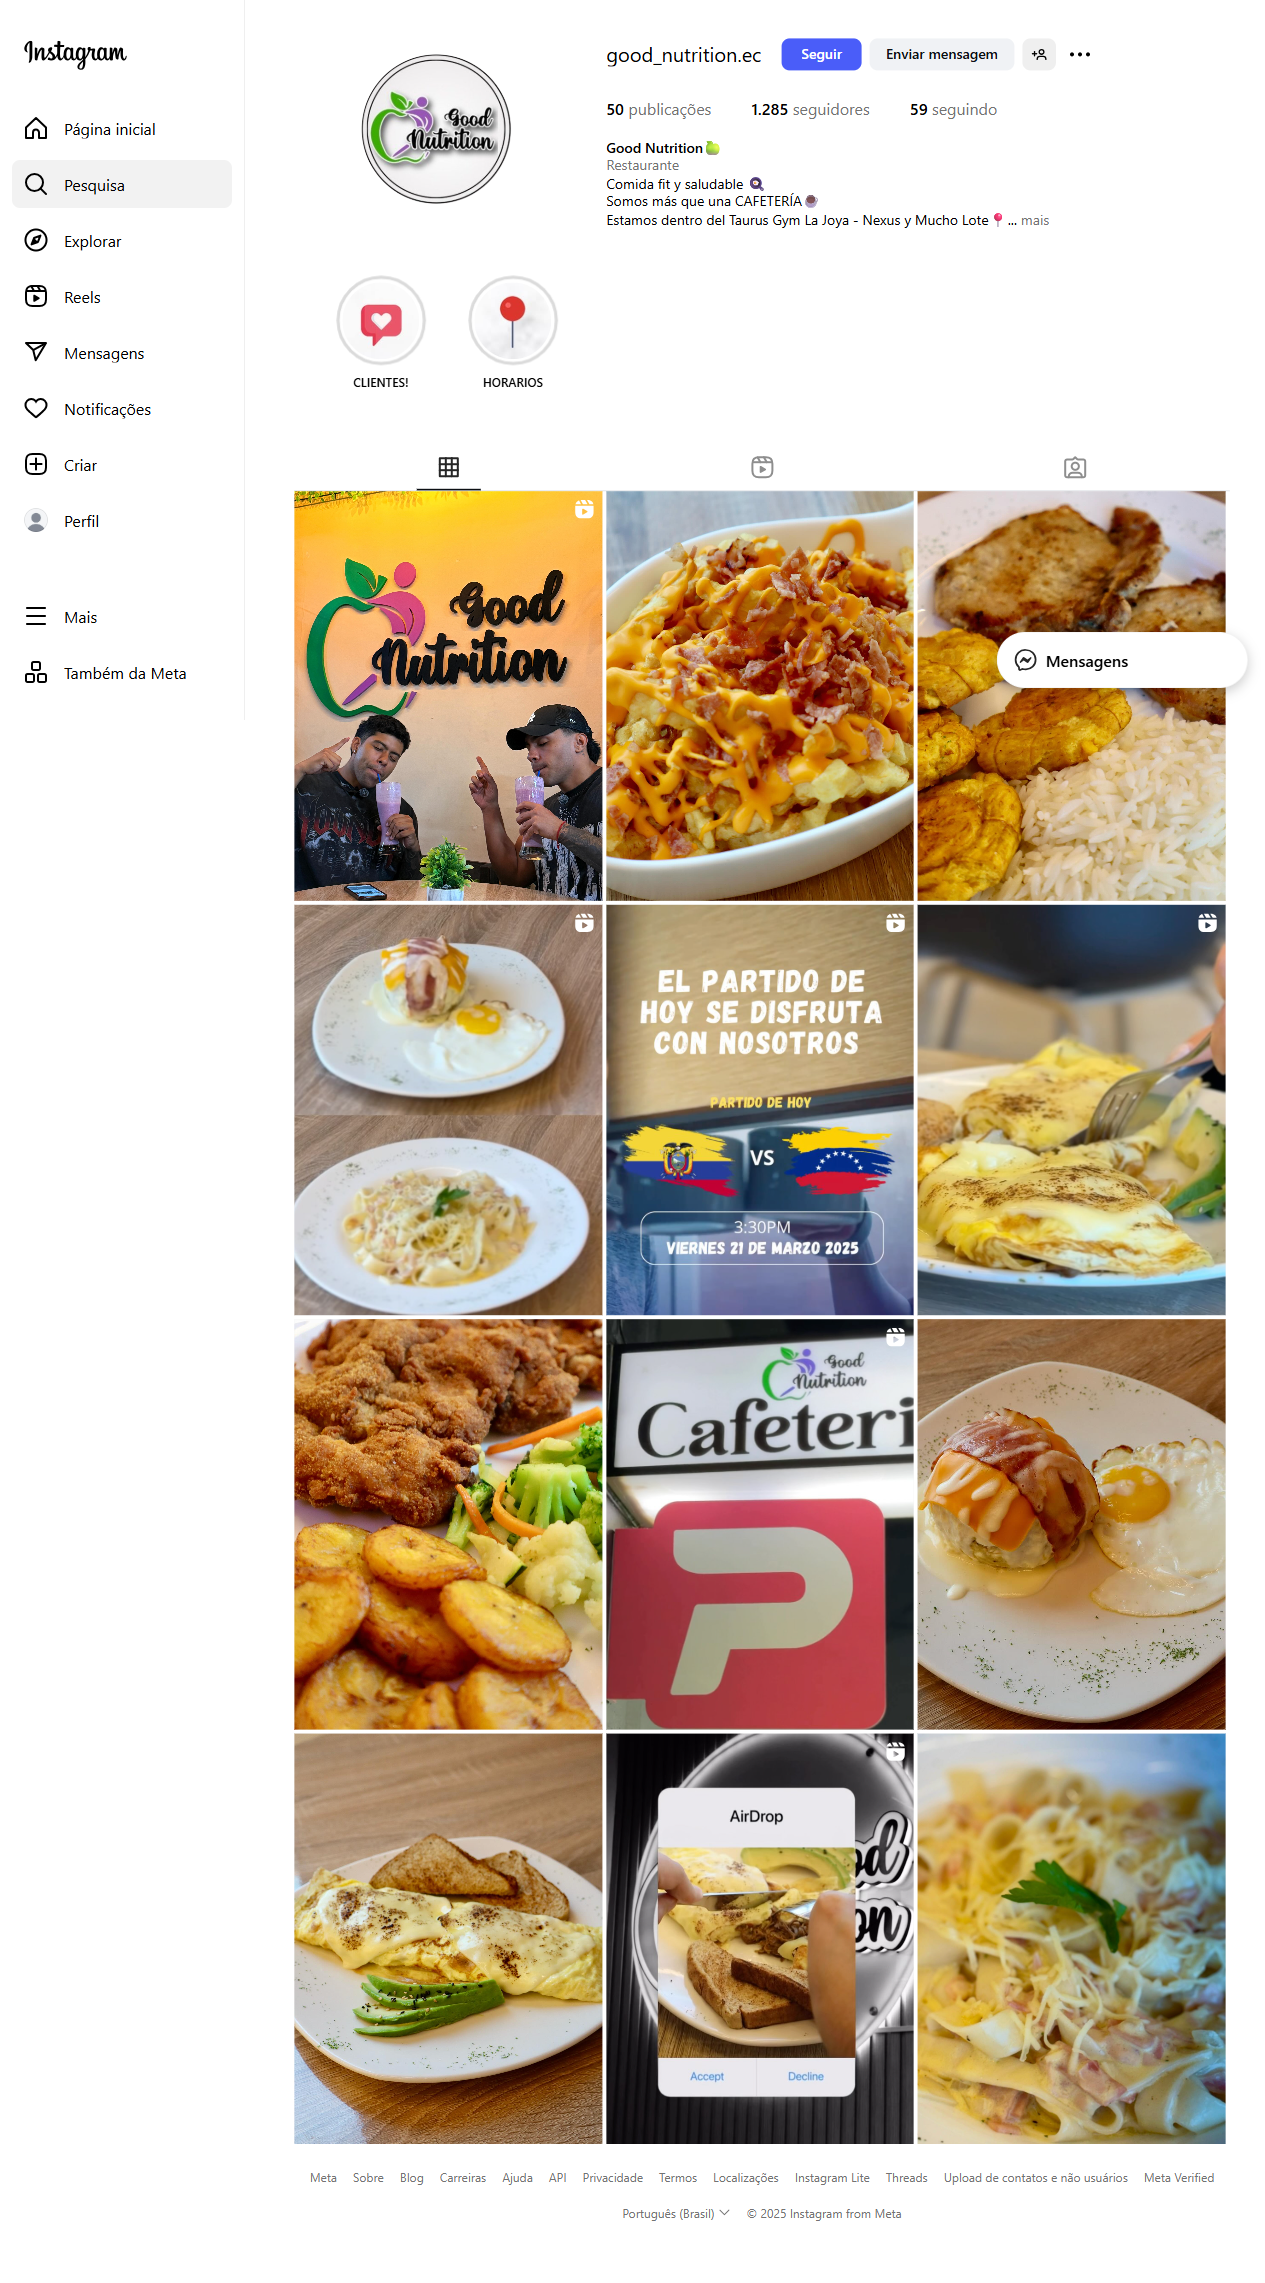 Instagram
Página inicial
Pesquisa
Explorar
Reels
Mensagens
Notificações
Criar
Perfil
Mais
Também da Meta
Good
Nutrition
good_nutrition.ec
Seguir
Enviar mensagem
50 publicações
1.285 seguidores
59 seguindo
Good Nutrition🍏
Restaurante
Comida fit y saludable 🍳
Somos más que una CAFETERÍA☕
Estamos dentro del Taurus Gym La Joya - Nexus y Mucho Lote📍... mais
CLIENTES!
HORARIOS
Good
Nutrition
Mensagens
EL PARTIDO DE
HOY SE DISFRUTA
CON NOSOTROS
PARTIDO DE HOY
VS
3:30PM
VIERNES 21 DE MARZO 2025
Good
Nutrition
Cafeteri
P
AirDrop
od
on
Accept
Decline
Meta Sobre Blog Carreiras Ajuda API Privacidade Termos Localizações Instagram Lite Threads Upload de contatos e não usuários Meta Verified
Português (Brasil)
© 2025 Instagram from Meta